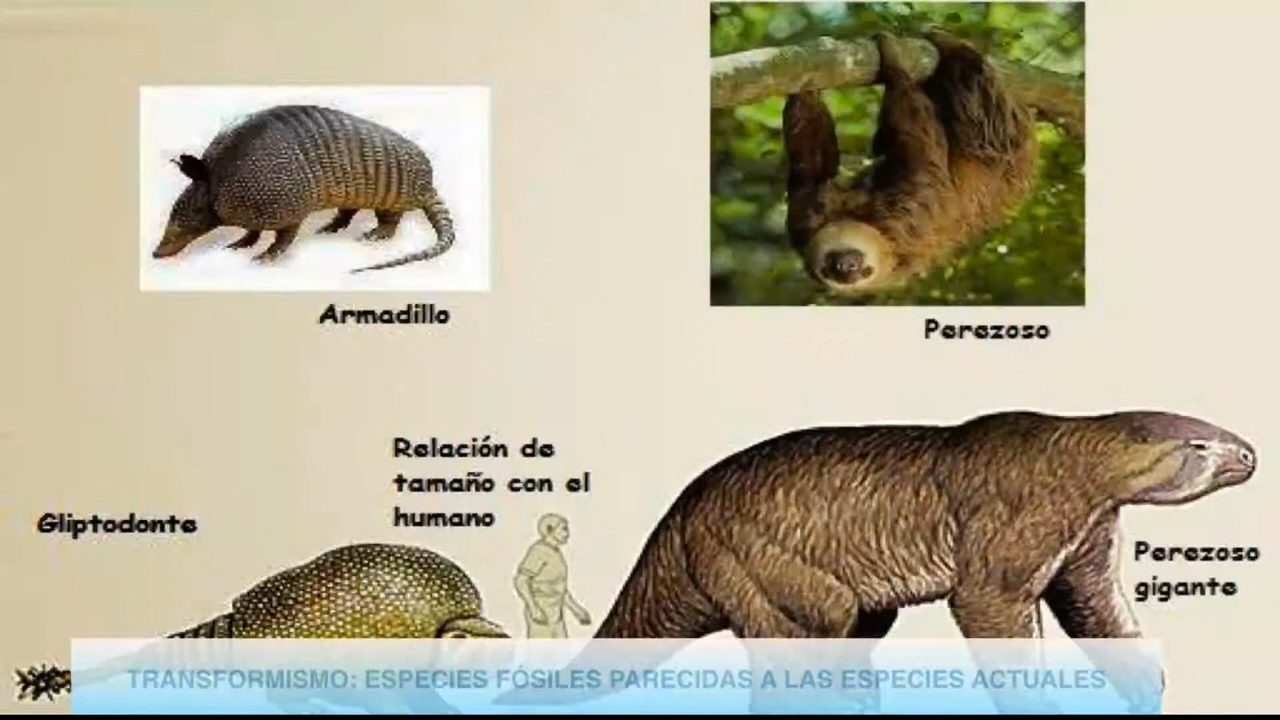 Armadillo
Perezoso
Relación de
tamaño con el
humano
Gliptodonte
Perezoso
gigante
TRANSFORMISMO: ESPECIES FÓSILES PARECIDAS A LAS ESPECIES ACTUALES